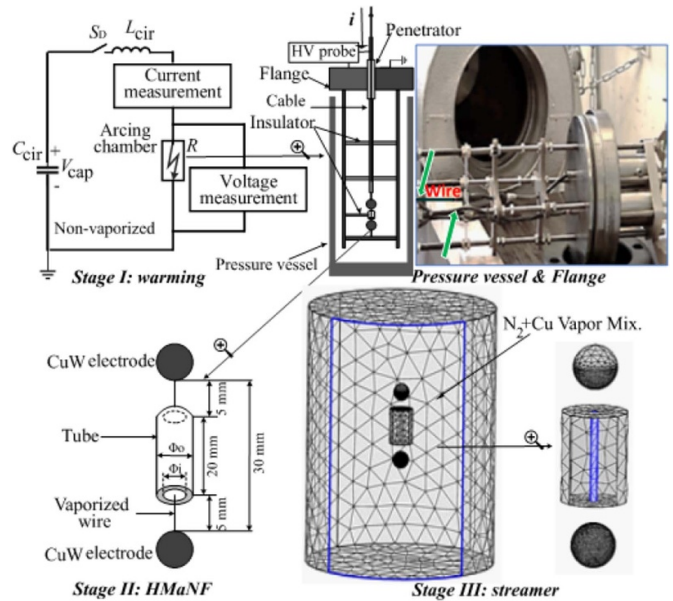 S_D
L_cir
Current
measurement
Arcing
chamber
R
C_cir
+
V_cap
-
Voltage
measurement
Non-vaporized
Stage I: warming
i
Penetrator
HV probe
Flange
Cable
Insulator
Pressure vessel
Wire
Pressure vessel & Flange
CuW electrode
5 mm
Tube
Φo
Φi
20 mm
30 mm
Vaporized
wire
5 mm
CuW electrode
Stage II: HMaNF
N₂+Cu Vapor Mix.
Stage III: streamer